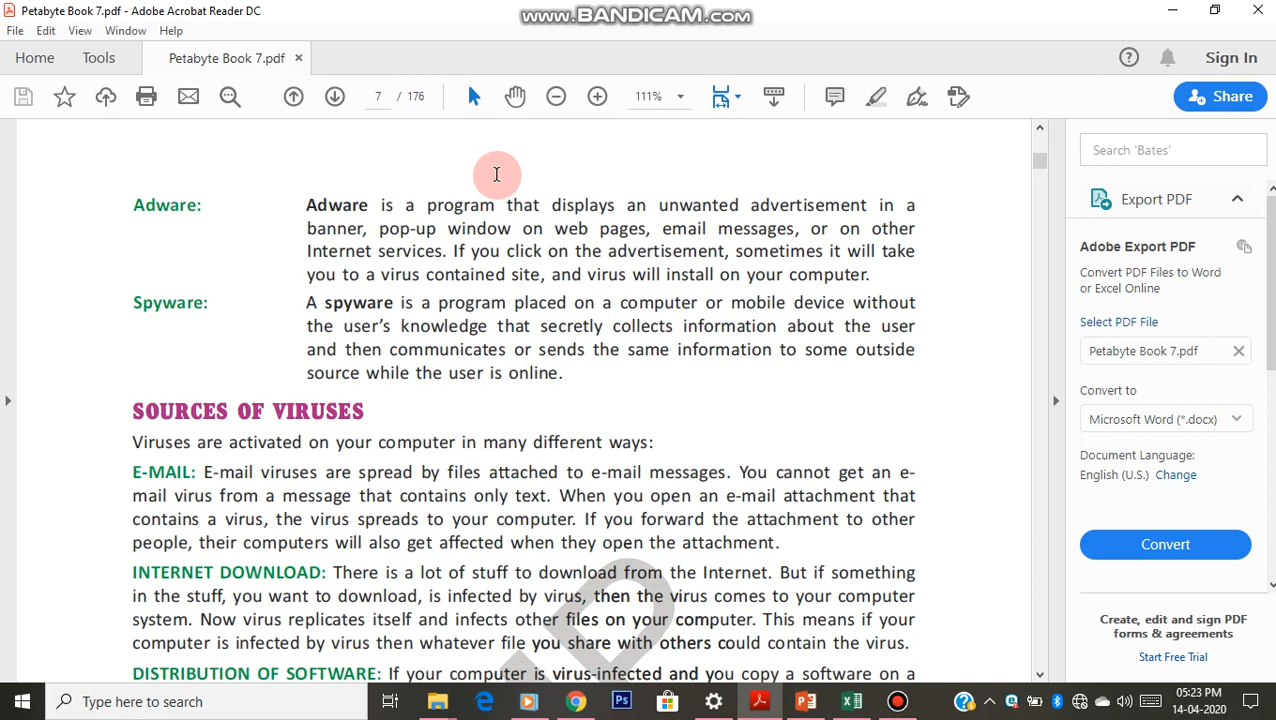 Petabyte Book 7.pdf - Adobe Acrobat Reader DC
www.BANDICAM.com
File Edit View Window Help
Home Tools Petabyte Book 7.pdf × Sign In
7 / 176 111% Share
Search 'Bates'
Adware: Adware is a program that displays an unwanted advertisement in a
banner, pop-up window on web pages, email messages, or on other
Internet services. If you click on the advertisement, sometimes it will take
you to a virus contained site, and virus will install on your computer.
Spyware: A spyware is a program placed on a computer or mobile device without
the user's knowledge that secretly collects information about the user
and then communicates or sends the same information to some outside
source while the user is online.
SOURCES OF VIRUSES
Viruses are activated on your computer in many different ways:
E-MAIL: E-mail viruses are spread by files attached to e-mail messages. You cannot get an e-
mail virus from a message that contains only text. When you open an e-mail attachment that
contains a virus, the virus spreads to your computer. If you forward the attachment to other
people, their computers will also get affected when they open the attachment.
INTERNET DOWNLOAD: There is a lot of stuff to download from the Internet. But if something
in the stuff, you want to download, is infected by virus, then the virus comes to your computer
system. Now virus replicates itself and infects other files on your computer. This means if your
computer is infected by virus then whatever file you share with others could contain the virus.
DISTRIBUTION OF SOFTWARE: If your computer is virus-infected and you copy a software on a
Export PDF
Adobe Export PDF
Convert PDF Files to Word
or Excel Online
Select PDF File
Petabyte Book 7.pdf
Convert to
Microsoft Word (*.docx)
Document Language:
English (U.S.) Change
Convert
Create, edit and sign PDF
forms & agreements
Start Free Trial
Type here to search
05:23 PM
14-04-2020